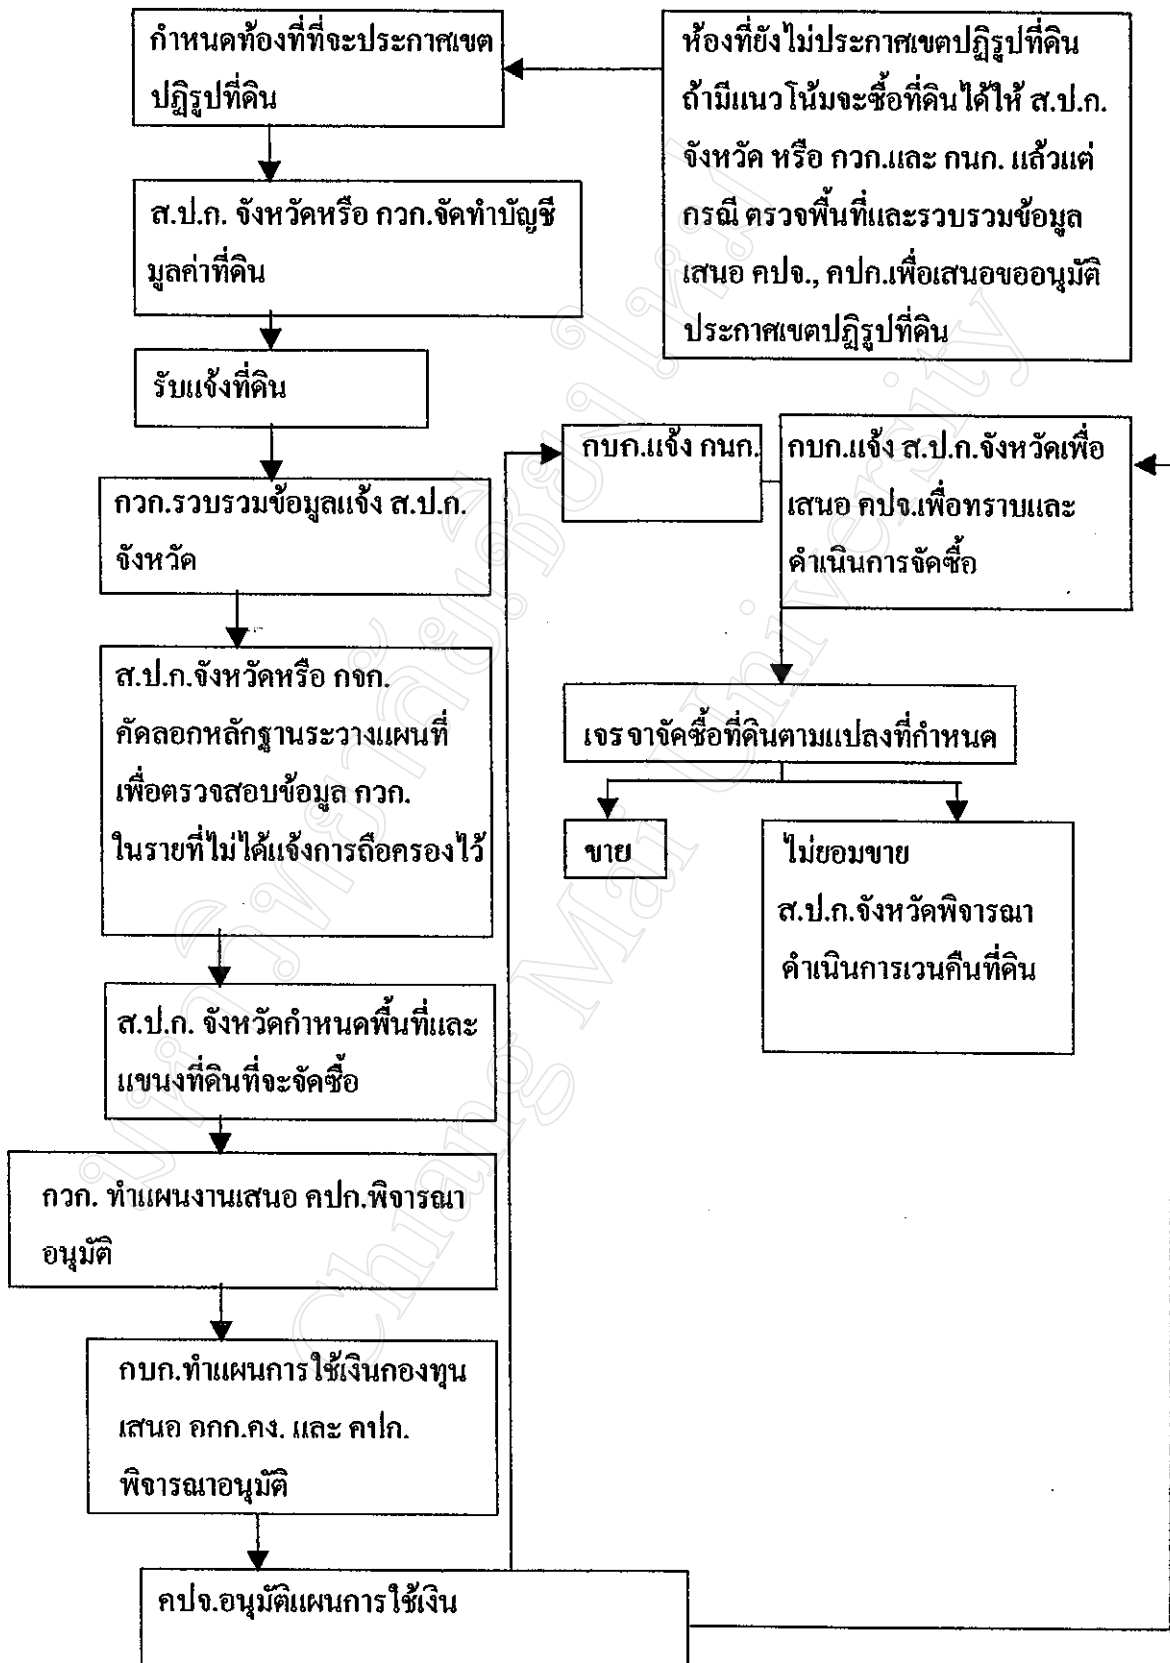 กำหนดท้องที่ที่จะประกาศเขต
ปฏิรูปที่ดิน
ห้องที่ยังไม่ประกาศเขตปฏิรูปที่ดิน
ถ้ามีแนวโน้มจะซื้อที่ดินได้ให้ ส.ป.ก.
จังหวัด หรือ กวก.และ กนก. แล้วแต่
กรณี ตรวจพื้นที่และรวบรวมข้อมูล
เสนอ คปจ., คปก.เพื่อเสนอขออนุมัติ
ประกาศเขตปฏิรูปที่ดิน
ส.ป.ก. จังหวัดหรือ กวก.จัดทำบัญชี
มูลค่าที่ดิน
รับแจ้งที่ดิน
กวก.รวบรวมข้อมูลแจ้ง ส.ป.ก.
จังหวัด
ส.ป.ก.จังหวัดหรือ กจก.
คัดลอกหลักฐานระวางแผนที่
เพื่อตรวจสอบข้อมูล กวก.
ในรายที่ไม่ได้แจ้งการถือครองไว้
ส.ป.ก. จังหวัดกำหนดพื้นที่และ
แขนงที่ดินที่จะจัดซื้อ
กวก. ทำแผนงานเสนอ คปก.พิจารณา
อนุมัติ
กบก.ทำแผนการใช้เงินกองทุน
เสนอ อกก.คง. และ คปก.
พิจารณาอนุมัติ
คปจ.อนุมัติแผนการใช้เงิน
กบก.แจ้ง กนก.
กบก.แจ้ง ส.ป.ก.จังหวัดเพื่อ
เสนอ คปจ.เพื่อทราบและ
ดำเนินการจัดซื้อ
เจรจาจัดซื้อที่ดินตามแปลงที่กำหนด
ขาย
ไม่ยอมขาย
ส.ป.ก.จังหวัดพิจารณา
ดำเนินการเวนคืนที่ดิน
มหาวิทยาลัยเชียงใหม่
Chiang Mai University